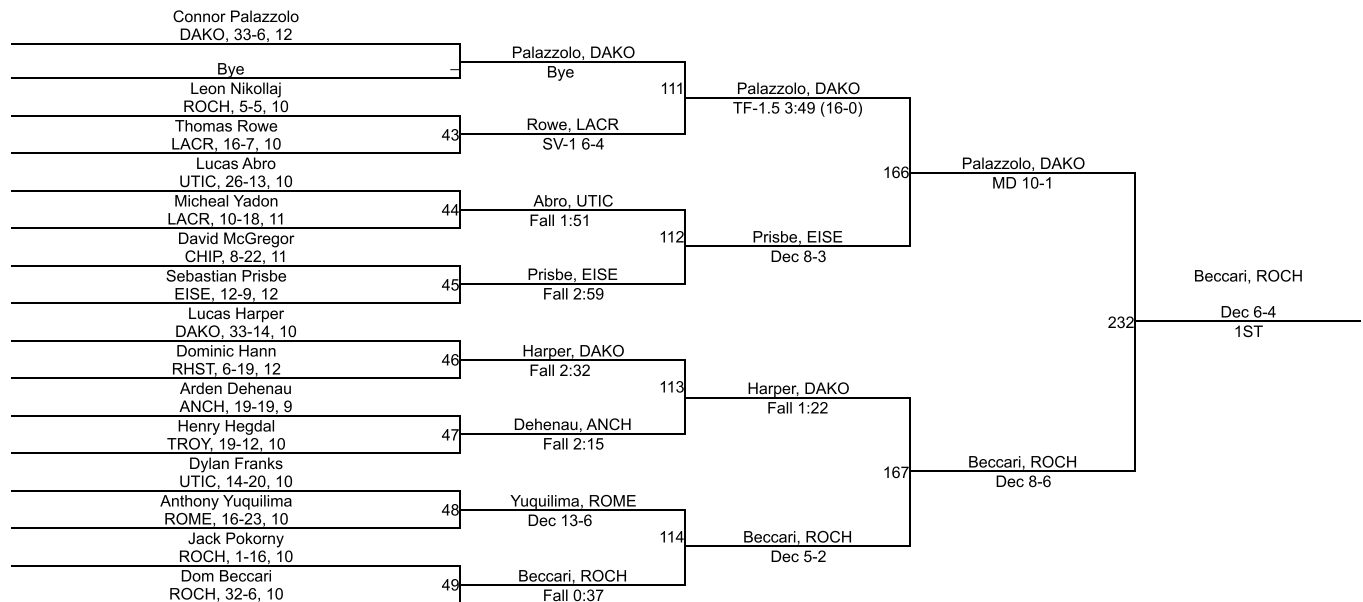 Connor Palazzolo
DAKO, 33-6, 12
Bye
Leon Nikollaj
ROCH, 5-5, 10
Thomas Rowe
LACR, 16-7, 10
Lucas Abro
UTIC, 26-13, 10
Micheal Yadon
LACR, 10-18, 11
David McGregor
CHIP, 8-22, 11
Sebastian Prisbe
EISE, 12-9, 12
Lucas Harper
DAKO, 33-14, 10
Dominic Hann
RHST, 6-19, 12
Arden Dehenau
ANCH, 19-19, 9
Henry Hegdal
TROY, 19-12, 10
Dylan Franks
UTIC, 14-20, 10
Anthony Yuquilima
ROME, 16-23, 10
Jack Pokorny
ROCH, 1-16, 10
Dom Beccari
ROCH, 32-6, 10
43
44
45
46
47
48
49
Palazzolo, DAKO
Bye
Rowe, LACR
SV-1 6-4
Abro, UTIC
Fall 1:51
Prisbe, EISE
Fall 2:59
Harper, DAKO
Fall 2:32
Dehenau, ANCH
Fall 2:15
Yuquilima, ROME
Dec 13-6
Beccari, ROCH
Fall 0:37
111
112
113
114
Palazzolo, DAKO
TF-1.5 3:49 (16-0)
Prisbe, EISE
Dec 8-3
Harper, DAKO
Fall 1:22
Beccari, ROCH
Dec 5-2
166
167
Palazzolo, DAKO
MD 10-1
Beccari, ROCH
Dec 8-6
232
Beccari, ROCH
Dec 6-4
1ST